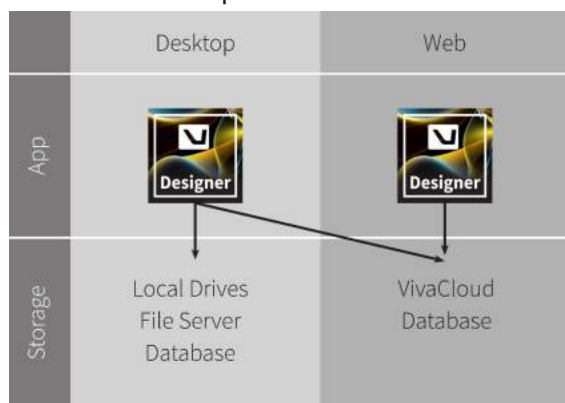 Desktop
Web
App
Designer
Designer
Storage
Local Drives
File Server
Database
VivaCloud
Database